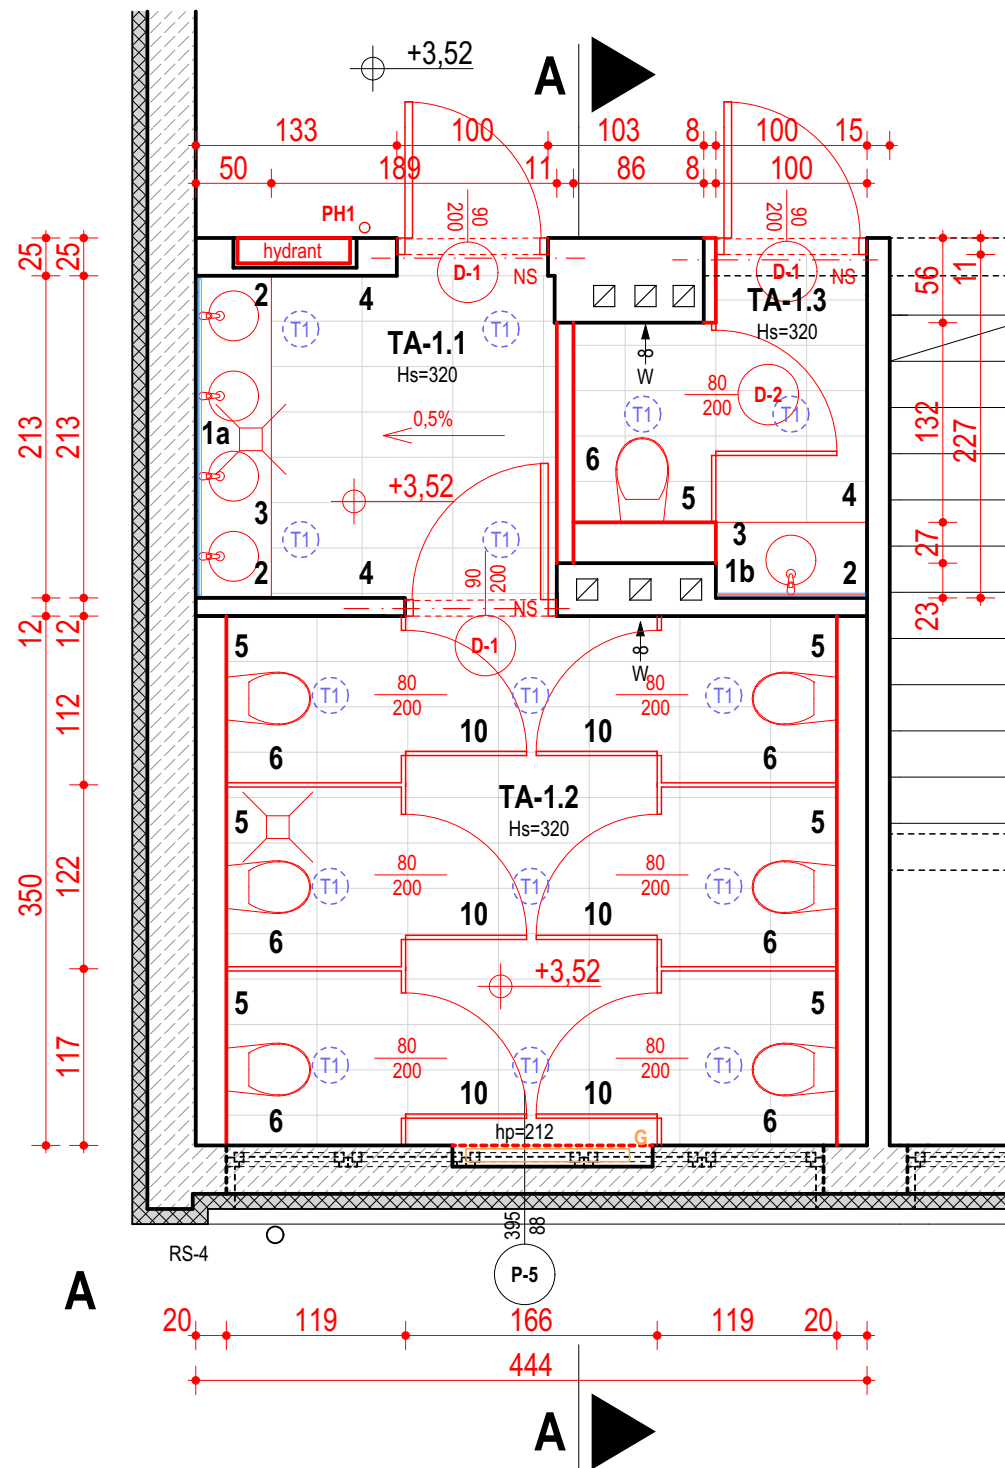 +3,52
A
133
100
103
8
100
15
50
189
11
86
8
100
PH1
90
200
90
200
25
25
hydrant
D-1
NS
D-1
NS
56
11
2
4
TA-1.3
Hs=320
T1
T1
TA-1.1
Hs=320
8
W
80
200
D-2
0,5%
T1
T1
213
213
1a
132
227
6
+3,52
5
4
3
3
T1
T1
1b
27
2
4
2
90
200
NS
23
12
12
D-1
8
W
5
5
T1
80
200
T1
80
200
T1
112
6
10
10
6
TA-1.2
Hs=320
5
5
350
122
T1
80
200
T1
80
200
T1
10
10
6
6
+3,52
5
5
117
T1
80
200
T1
80
200
T1
10
10
6
6
hp=212
G
395
88
RS-4
P-5
A
20
119
166
119
20
444
A